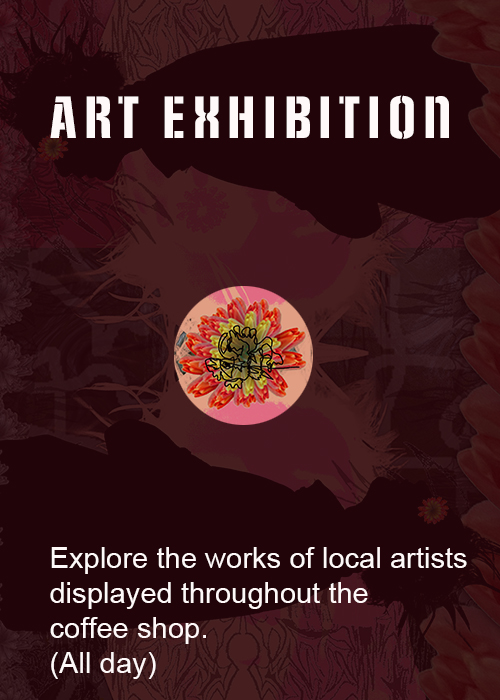 ART EXHIBITION
Explore the works of local artists
displayed throughout the
coffee shop.
(All day)